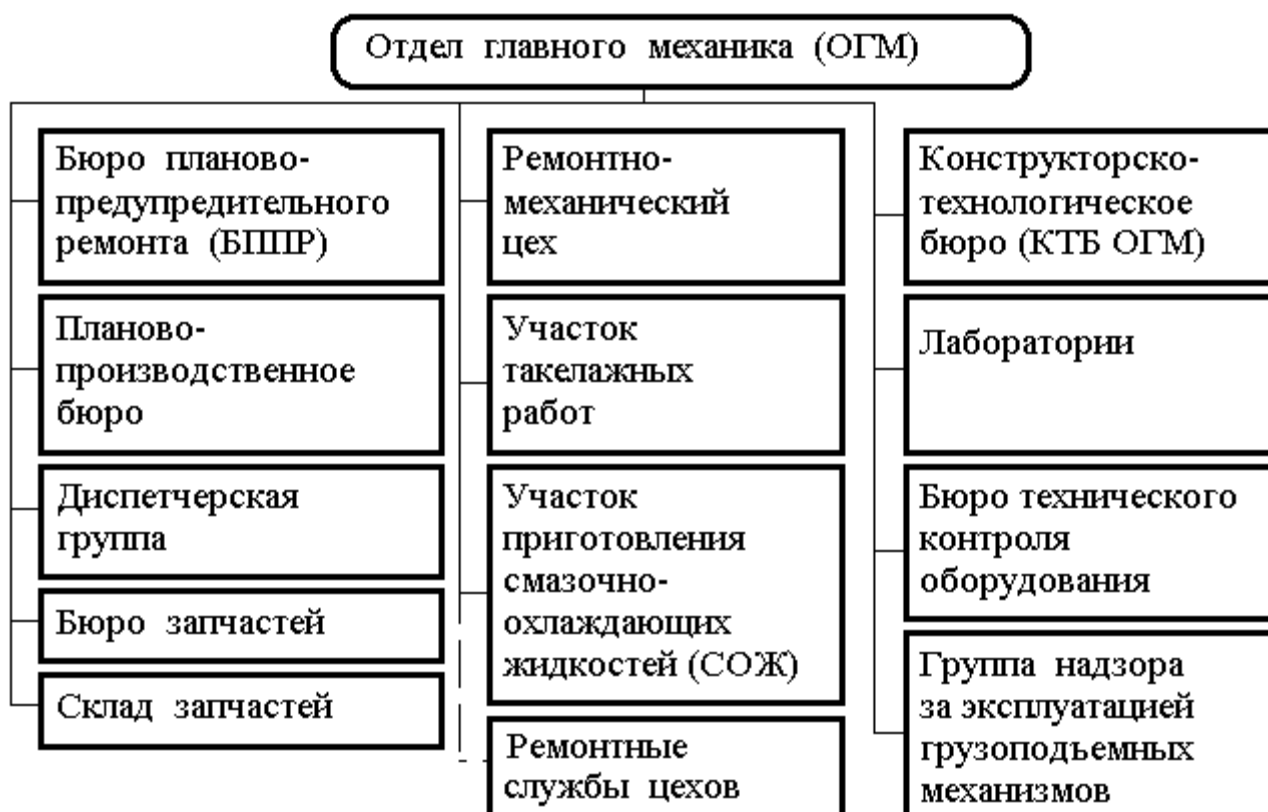 Отдел главного механика (ОГМ)
Бюро планово-
предупредительного
ремонта (БППР)
Планово-
производственное
бюро
Диспетчерская
группа
Бюро запчастей
Склад запчастей
Ремонтно-
механический
цех
Участок
такелажных
работ
Участок
приготовления
смазочно-
охлаждающих
жидкостей (СОЖ)
Ремонтные
службы цехов
Конструкторско-
технологическое
бюро (КТБ ОГМ)
Лаборатории
Бюро технического
контроля
оборудования
Группа надзора
за эксплуатацией
грузоподьемных
механизмов